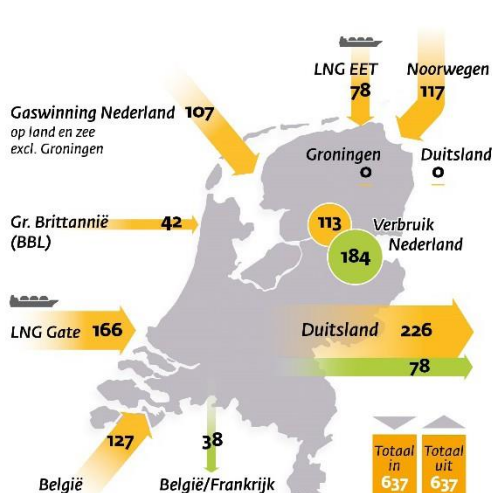 LNG EET
78
Noorwegen
117
Gaswinning Nederland 107
op land en zee
excl. Groningen
Groningen
0
Duitsland
0
Gr. Brittannië
(BBL)
42
113
184
Verbruik
Nederland
LNG Gate 166
Duitsland 226
78
127
België
38
België/Frankrijk
Totaal
in
637
Totaal
uit
637